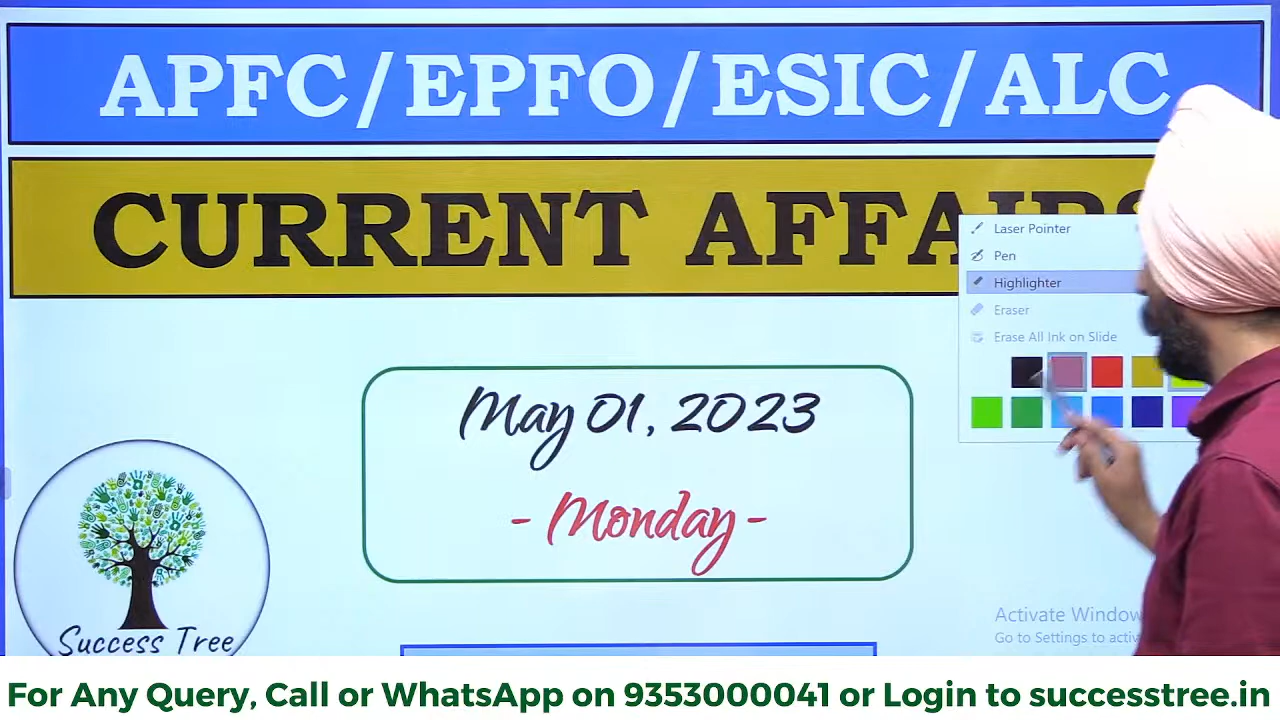 APFC/EPFO/ESIC/ALC
CURRENT AFFAIRS
Laser Pointer
Pen
Highlighter
Eraser
Erase All Ink on Slide
May 01, 2023
- Monday -
Success Tree
Activate Window
Go to Settings to activ
For Any Query, Call or WhatsApp on 9353000041 or Login to successtree.in